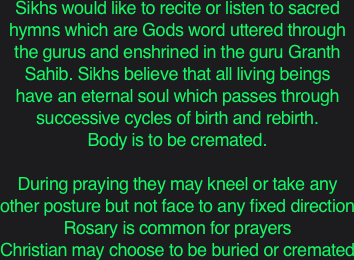 Sikhs would like to recite or listen to sacred
hymns which are Gods word uttered through
the gurus and enshrined in the guru Granth
Sahib. Sikhs believe that all living beings
have an eternal soul which passes through
successive cycles of birth and rebirth.
Body is to be cremated.
During praying they may kneel or take any
other posture but not face to any fixed direction
Rosary is common for prayers
Christian may choose to be buried or cremated